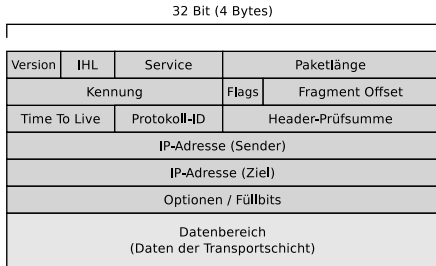 32 Bit (4 Bytes)
Version IHL Service Paketlänge
Kennung Flags Fragment Offset
Time To Live Protokoll-ID Header-Prüfsumme
IP-Adresse (Sender)
IP-Adresse (Ziel)
Optionen / Füllbits
Datenbereich
(Daten der Transportschicht)